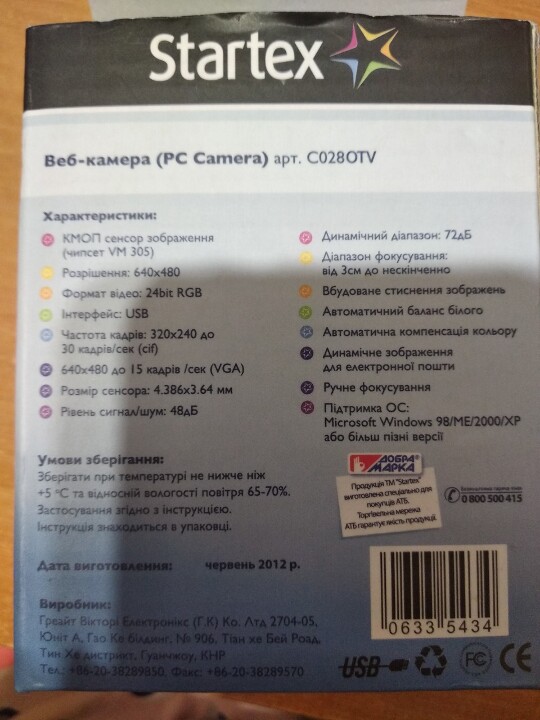 Startex
Веб-камера (PC Camera) арт. C028OTV
Характеристики:
КМОП сенсор зображення
(чипсет VM 305)
Розрішення: 640x480
Формат відео: 24bit RGB
Інтерфейс: USB
Частота кадрів: 320x240 до
30 кадрів/сек (cif)
640x480 до 15 кадрів /сек (VGA)
Розмір сенсора: 4.386x3.64 мм
Рівень сигнал/шум: 48дБ
Динамічний діапазон: 72дБ
Діапазон фокусування:
від 3см до нескінченно
Вбудоване стиснення зображень
Автоматичний баланс білого
Автоматична компенсація кольору
Динамічне зображення
для електронної пошти
Ручне фокусування
Підтримка ОС:
Microsoft Windows 98/ME/2000/XP
або більш пізні версії
Умови зберігання:
Зберігати при температурі не нижче ніж
+5 °C та відносній вологості повітря 65-70%.
Застосування згідно з інструкцією.
Інструкція знаходиться в упаковці.
ДОБРА
МАРКА
Продукція ТМ "Startex"
виготовлена спеціально для
покупців АТБ.
Торгівельна мережа
АТБ гарантує якість продукції.
0 800 500 415
Дата виготовлення: червень 2012 р.
Виробник:
Грейт Вікторі Електронікс (Г.К) Ко. Лтд 2704-05,
Юніт А, Гао Ке білдинг, № 906, Тіан хе Бей Роад,
Тин Хе дистрикт, Гуанчжоу, КНР
Тел.: +86-20-38289850, Факс: +86-20-38289570
0633 5434
USB
FC
CE